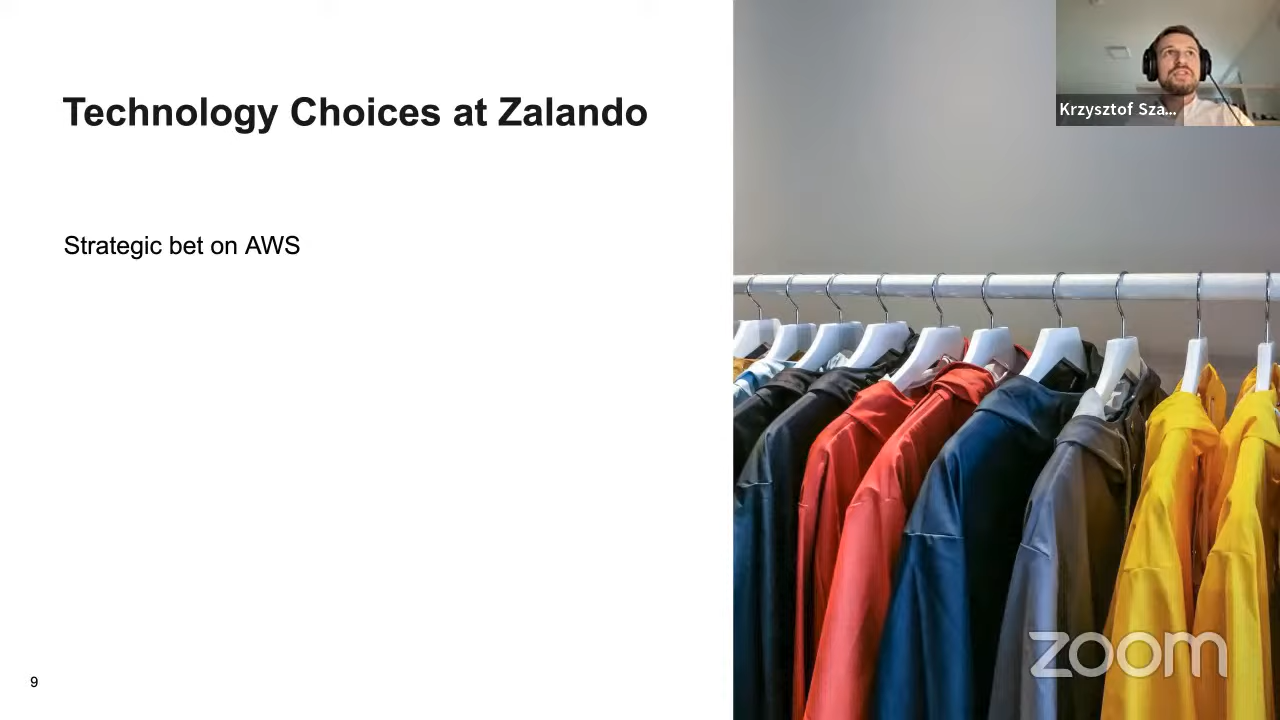 Technology Choices at Zalando
Krzysztof Sza...
Strategic bet on AWS
zoom
9